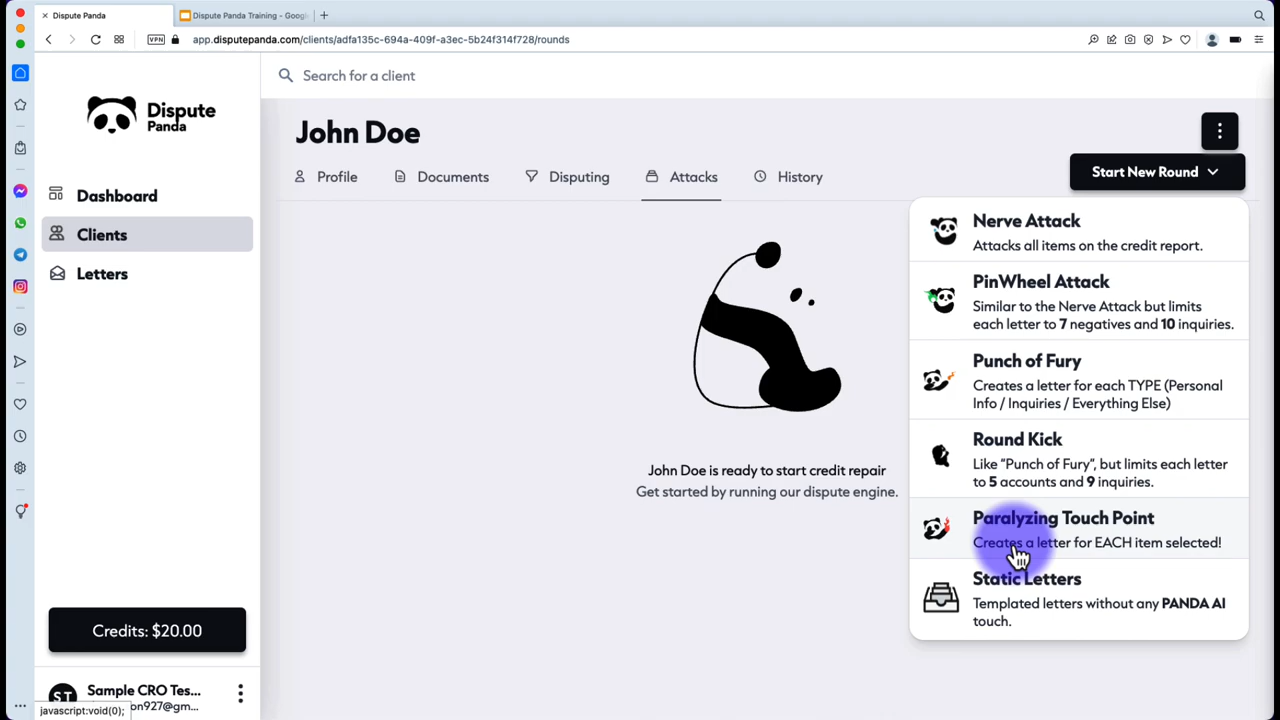 Dispute Panda
Dispute Panda Training - Goog
VPN
app.disputepanda.com/clients/adfa135c-694a-409f-a3ec-5b24f314f728/rounds
Dispute
Panda
Search for a client
Dashboard
Clients
Letters
John Doe
Profile
Documents
Disputing
Attacks
History
Start New Round
Nerve Attack
Attacks all items on the credit report.
PinWheel Attack
Similar to the Nerve Attack but limits
each letter to 7 negatives and 10 inquiries.
Punch of Fury
Creates a letter for each TYPE (Personal
Info / Inquiries / Everything Else)
Round Kick
Like “Punch of Fury”, but limits each letter
to 5 accounts and 9 inquiries.
Paralyzing Touch Point
Creates a letter for EACH item selected!
Static Letters
Templated letters without any PANDA AI
touch.
John Doe is ready to start credit repair
Get started by running our dispute engine.
Credits: $20.00
ST
Sample CRO Tes...
on927@gm...
javascript:void(0);